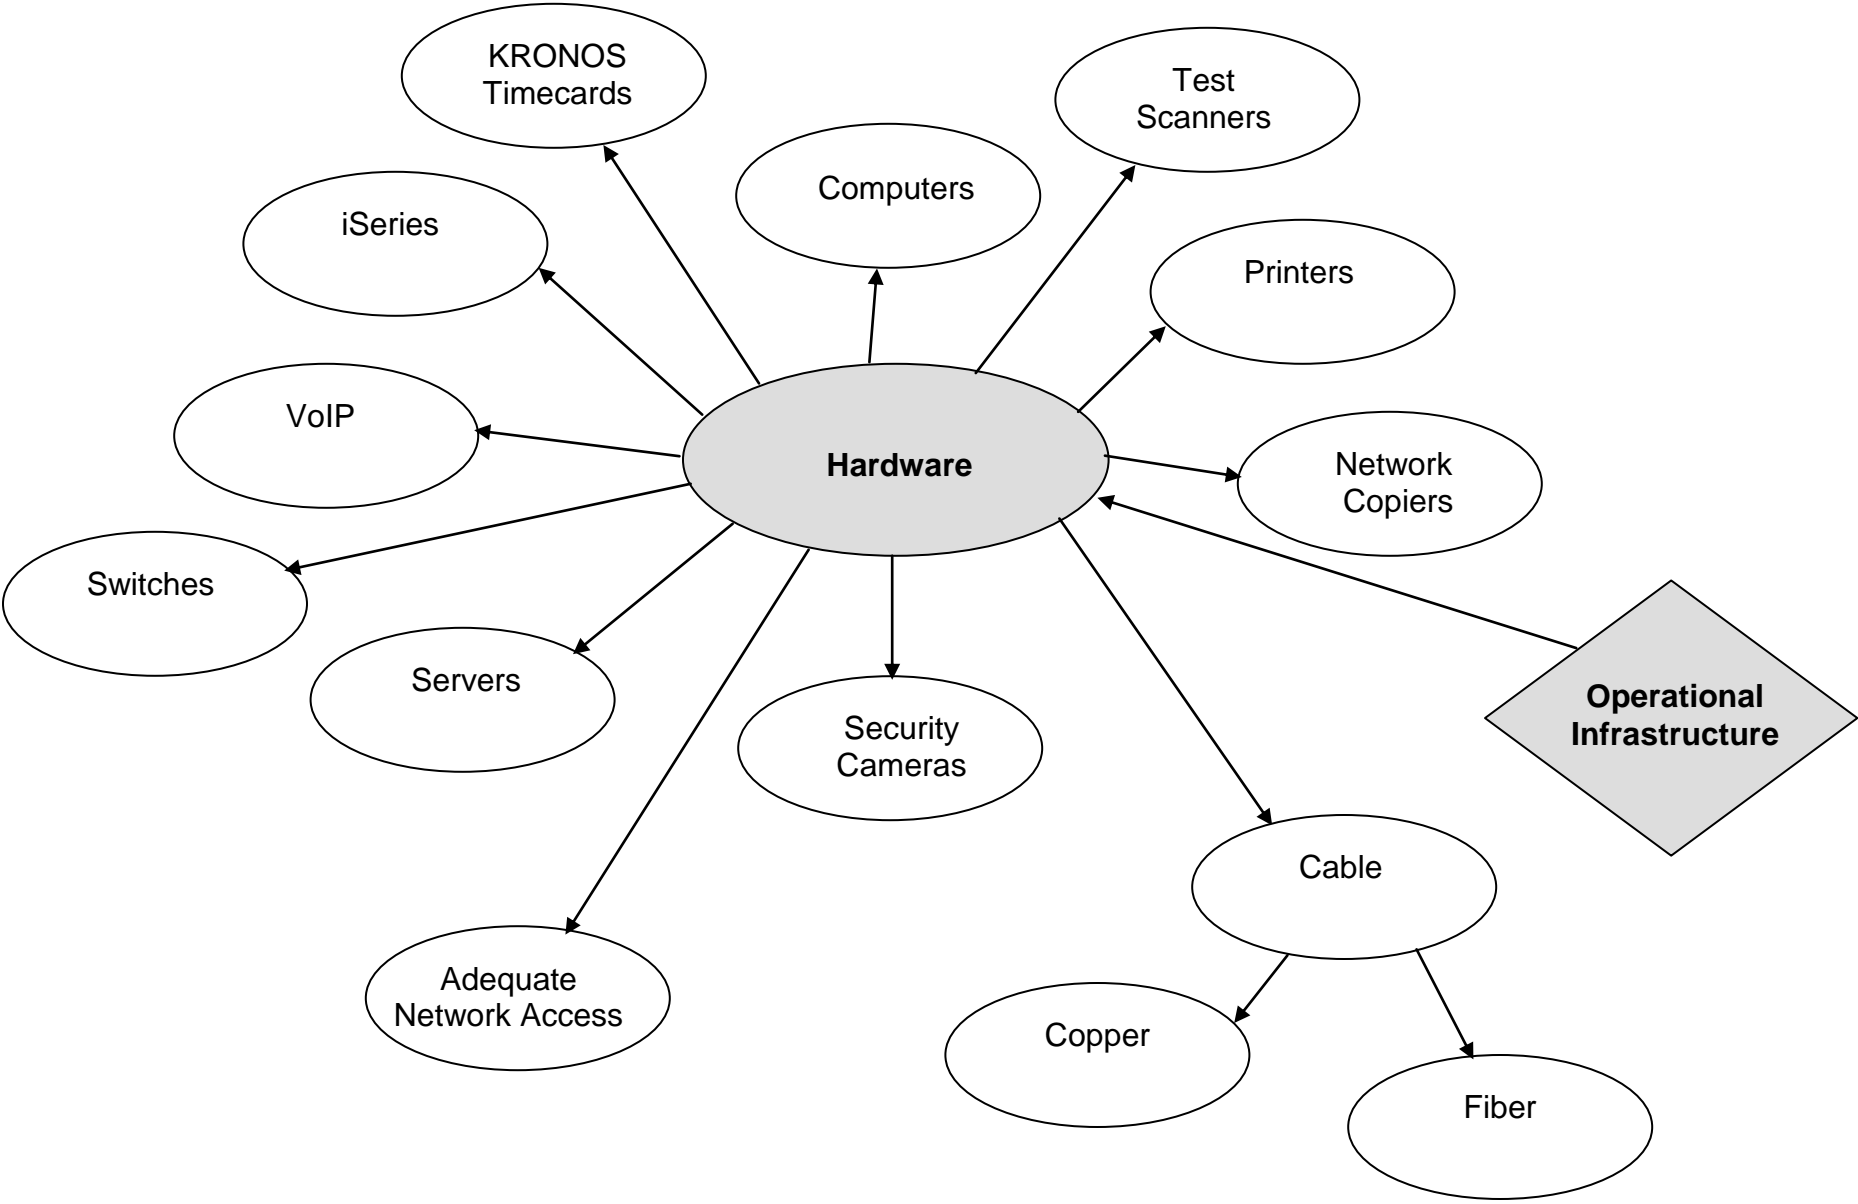 KRONOS
Timecards
Test
Scanners
Computers
iSeries
Printers
VoIP
Hardware
Network
Copiers
Switches
Servers
Security
Cameras
Operational
Infrastructure
Cable
Adequate
Network Access
Copper
Fiber